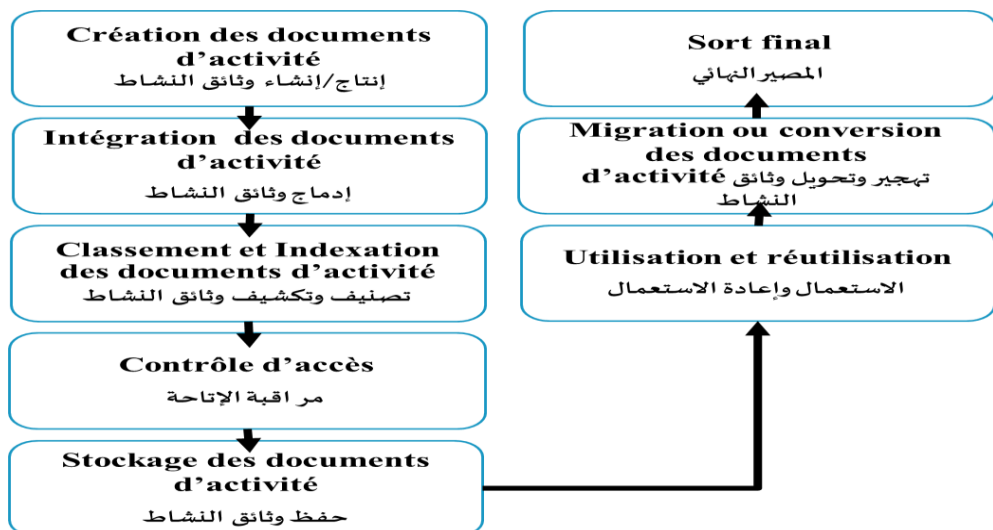 Création des documents
d’activité
إنتاج/إنشاء وثائق النشاط
Intégration des documents
d’activité
إدماج وثائق النشاط
Classement et Indexation
des documents d’activité
تصنيف وتكشيف وثائق النشاط
Contrôle d’accès
مراقبة الإتاحة
Stockage des documents
d’activité
حفظ وثائق النشاط
Utilisation et réutilisation
الاستعمال وإعادة الاستعمال
Migration ou conversion
des documents
d’activité تهجير وتحويل وثائق
النشاط
Sort final
المصير النهائي